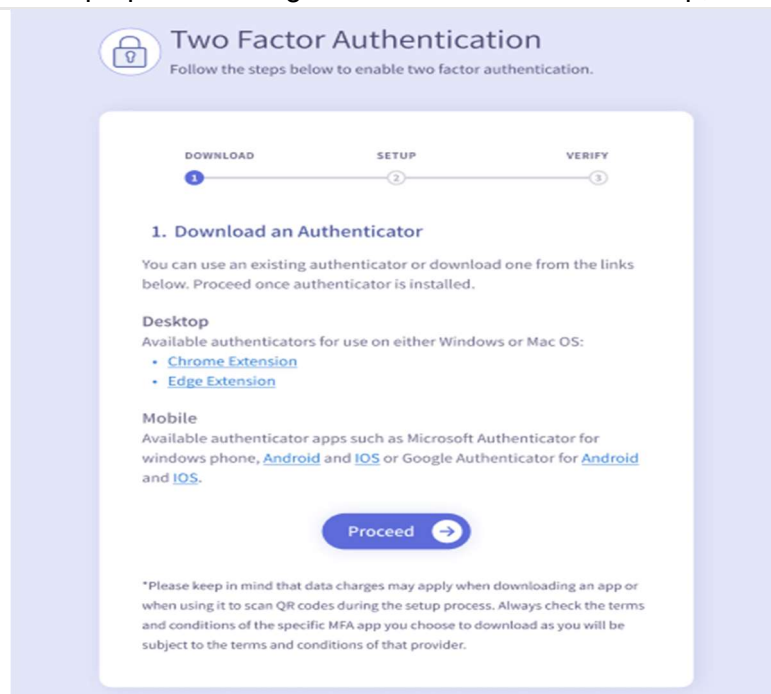 Two Factor Authentication
Follow the steps below to enable two factor authentication.
DOWNLOAD SETUP VERIFY
1 2 3
1. Download an Authenticator
You can use an existing authenticator or download one from the links
below. Proceed once authenticator is installed.
Desktop
Available authenticators for use on either Windows or Mac OS:
• Chrome Extension
• Edge Extension
Mobile
Available authenticator apps such as Microsoft Authenticator for
windows phone, Android and IOS or Google Authenticator for Android
and IOS.
Proceed
*Please keep in mind that data charges may apply when downloading an app or
when using it to scan QR codes during the setup process. Always check the terms
and conditions of the specific MFA app you choose to download as you will be
subject to the terms and conditions of that provider.